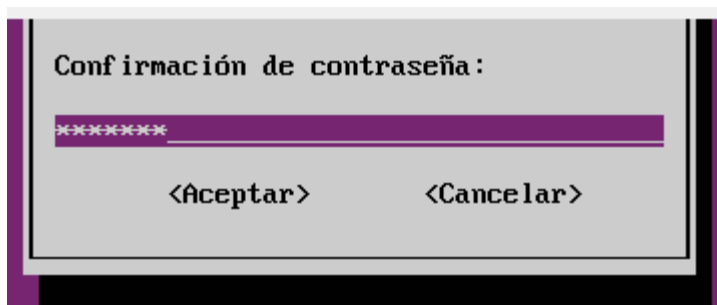 Confirmación de contraseña:
*******
<Aceptar> <Cancelar>